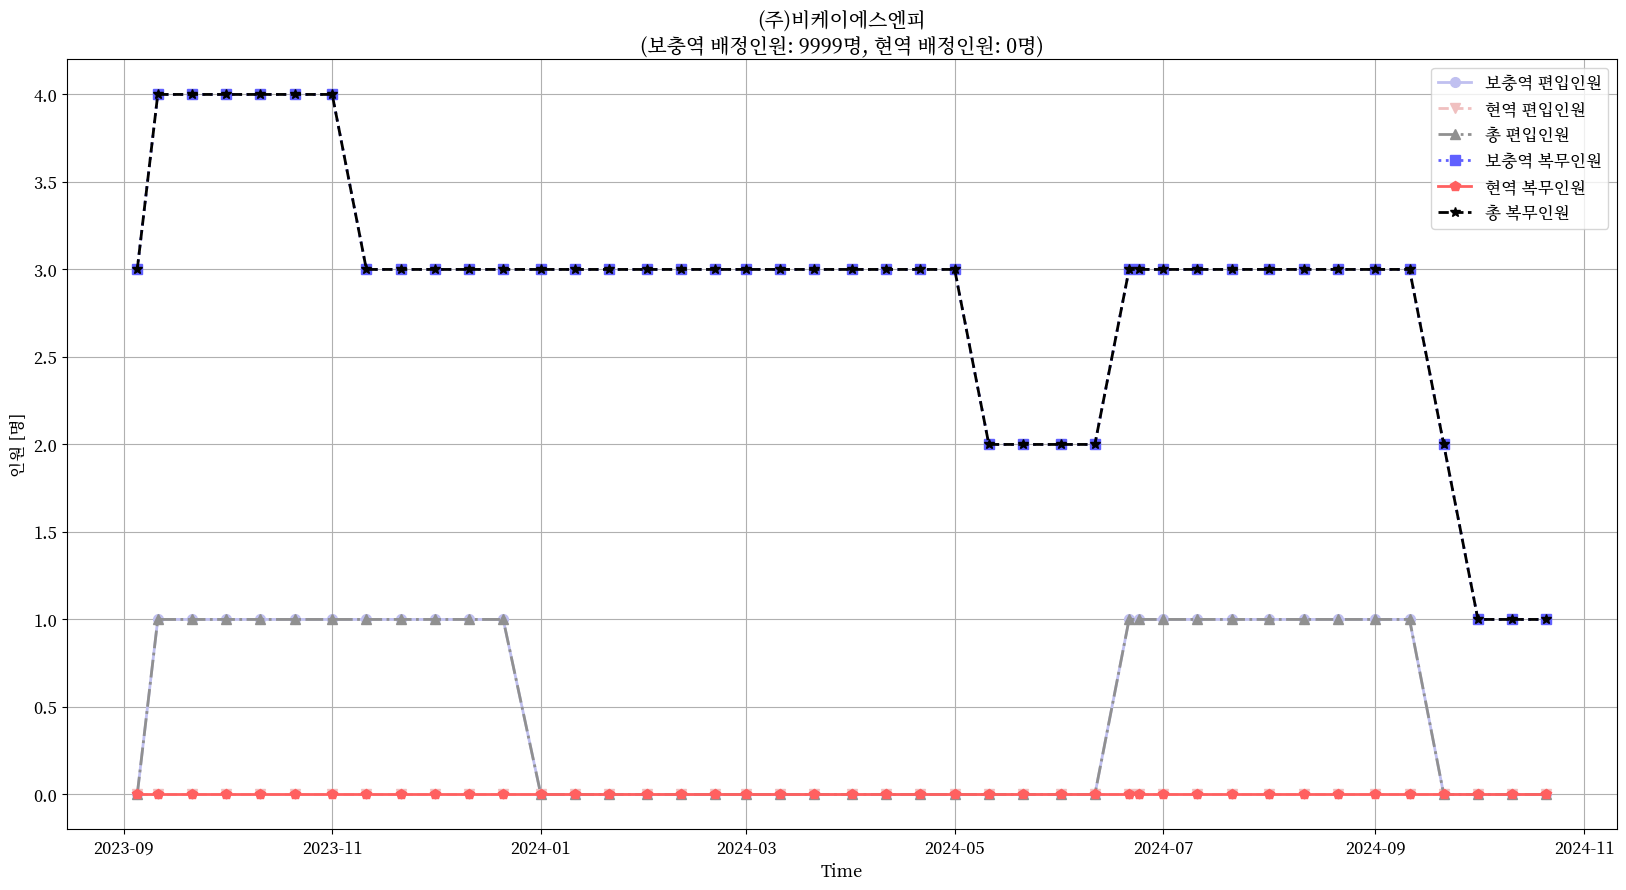 (주)비케이에스엔피
(보충역 배정인원: 9999명, 현역 배정인원: 0명)
보충역 편입인원
현역 편입인원
총 편입인원
보충역 복무인원
현역 복무인원
총 복무인원
인원 [명]
4.0
3.5
3.0
2.5
2.0
1.5
1.0
0.5
0.0
2023-09
2023-11
2024-01
2024-03
2024-05
2024-07
2024-09
2024-11
Time